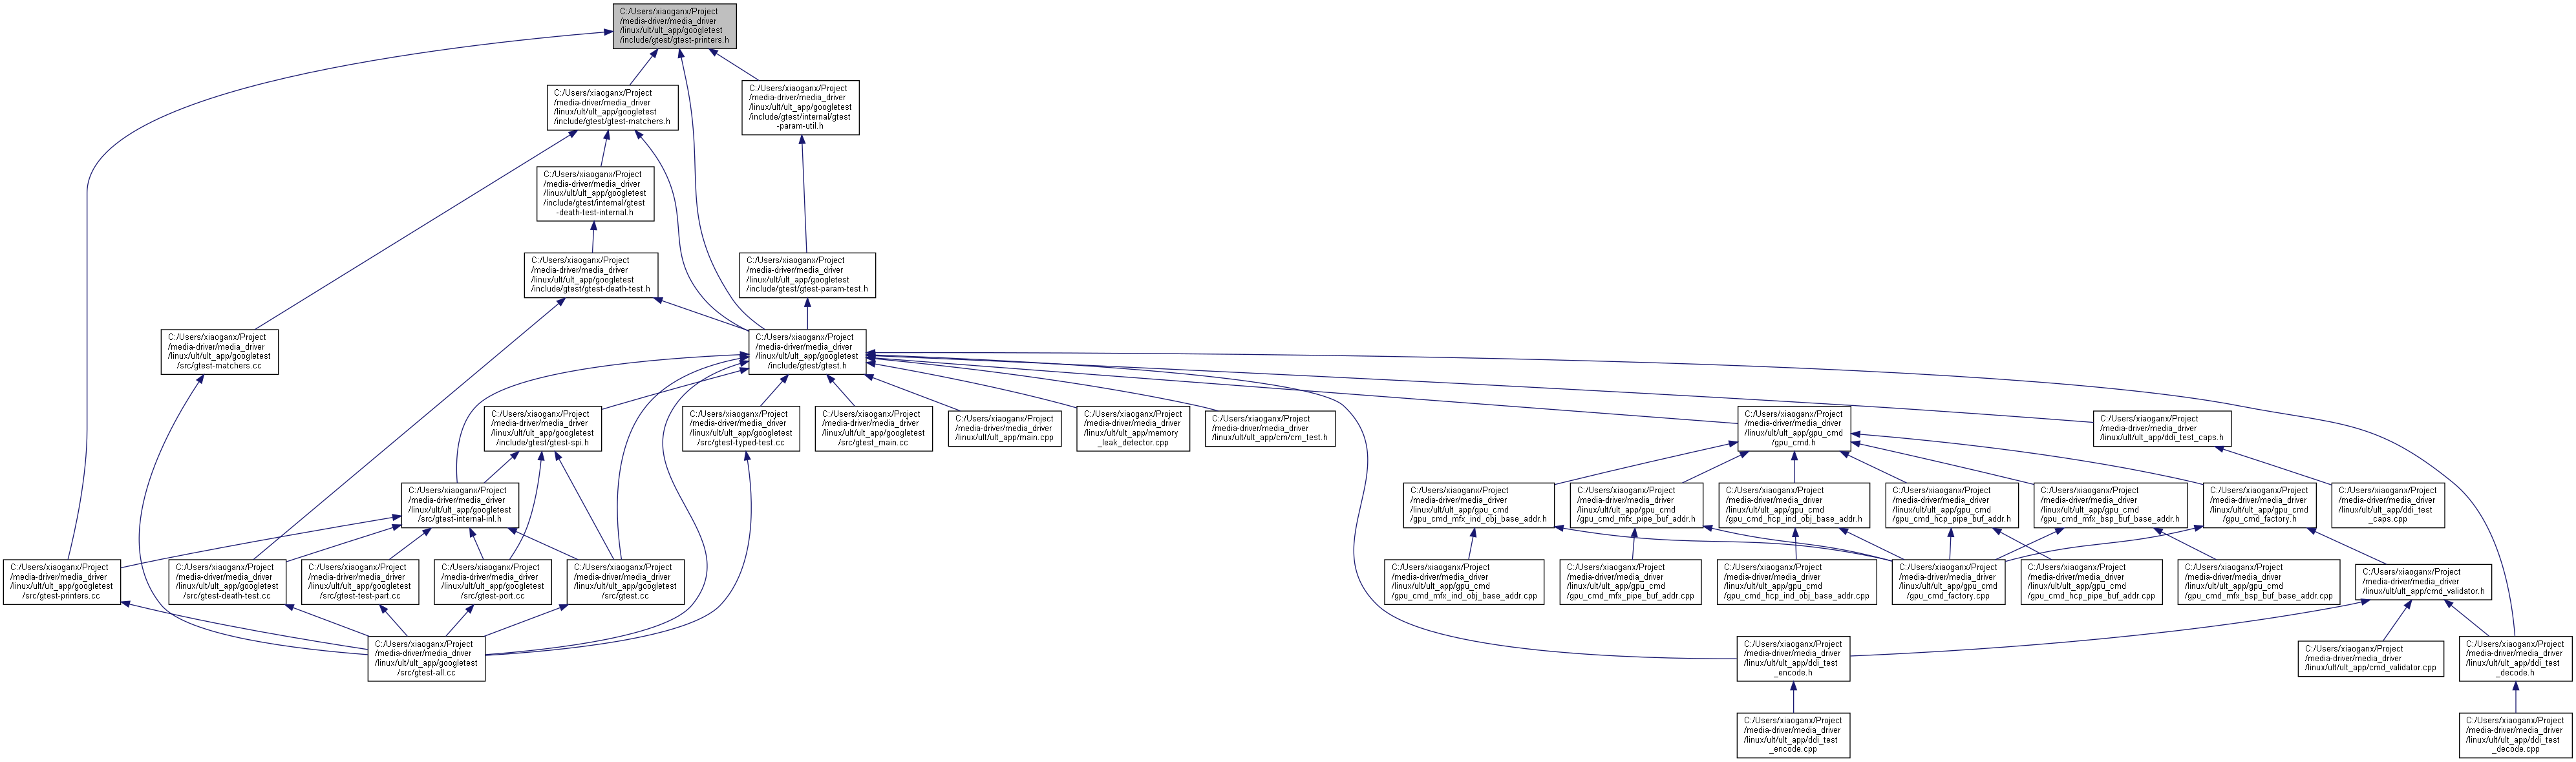 C:/Users/xiaoganx/Project
/media-driver/media_driver
/linux/ult/ult_app/googletest
/include/gtest/gtest-printers.h
C:/Users/xiaoganx/Project
/media-driver/media_driver
/linux/ult/ult_app/googletest
/include/gtest/gtest-matchers.h
C:/Users/xiaoganx/Project
/media-driver/media_driver
/linux/ult/ult_app/googletest
/include/gtest/internal/gtest
-param-util.h
C:/Users/xiaoganx/Project
/media-driver/media_driver
/linux/ult/ult_app/googletest
/include/gtest/internal/gtest
-death-test-internal.h
C:/Users/xiaoganx/Project
/media-driver/media_driver
/linux/ult/ult_app/googletest
/include/gtest/gtest-death-test.h
C:/Users/xiaoganx/Project
/media-driver/media_driver
/linux/ult/ult_app/googletest
/include/gtest/gtest-param-test.h
C:/Users/xiaoganx/Project
/media-driver/media_driver
/linux/ult/ult_app/googletest
/src/gtest-matchers.cc
C:/Users/xiaoganx/Project
/media-driver/media_driver
/linux/ult/ult_app/googletest
/include/gtest/gtest.h
C:/Users/xiaoganx/Project
/media-driver/media_driver
/linux/ult/ult_app/googletest
/include/gtest/gtest-spi.h
C:/Users/xiaoganx/Project
/media-driver/media_driver
/linux/ult/ult_app/googletest
/src/gtest-typed-test.cc
C:/Users/xiaoganx/Project
/media-driver/media_driver
/linux/ult/ult_app/googletest
/src/gtest_main.cc
C:/Users/xiaoganx/Project
/media-driver/media_driver
/linux/ult/ult_app/main.cpp
C:/Users/xiaoganx/Project
/media-driver/media_driver
/linux/ult/ult_app/memory
_leak_detector.cpp
C:/Users/xiaoganx/Project
/media-driver/media_driver
/linux/ult/ult_app/cm/cm_test.h
C:/Users/xiaoganx/Project
/media-driver/media_driver
/linux/ult/ult_app/gpu_cmd
/gpu_cmd.h
C:/Users/xiaoganx/Project
/media-driver/media_driver
/linux/ult/ult_app/ddi_test_caps.h
C:/Users/xiaoganx/Project
/media-driver/media_driver
/linux/ult/ult_app/googletest
/src/gtest-internal-inl.h
C:/Users/xiaoganx/Project
/media-driver/media_driver
/linux/ult/ult_app/gpu_cmd
/gpu_cmd_mfx_ind_obj_base_addr.h
C:/Users/xiaoganx/Project
/media-driver/media_driver
/linux/ult/ult_app/gpu_cmd
/gpu_cmd_mfx_pipe_buf_addr.h
C:/Users/xiaoganx/Project
/media-driver/media_driver
/linux/ult/ult_app/gpu_cmd
/gpu_cmd_hcp_ind_obj_base_addr.h
C:/Users/xiaoganx/Project
/media-driver/media_driver
/linux/ult/ult_app/gpu_cmd
/gpu_cmd_hcp_pipe_buf_addr.h
C:/Users/xiaoganx/Project
/media-driver/media_driver
/linux/ult/ult_app/gpu_cmd
/gpu_cmd_mfx_bsp_buf_base_addr.h
C:/Users/xiaoganx/Project
/media-driver/media_driver
/linux/ult/ult_app/gpu_cmd
/gpu_cmd_factory.h
C:/Users/xiaoganx/Project
/media-driver/media_driver
/linux/ult/ult_app/ddi_test
_caps.cpp
C:/Users/xiaoganx/Project
/media-driver/media_driver
/linux/ult/ult_app/googletest
/src/gtest-printers.cc
C:/Users/xiaoganx/Project
/media-driver/media_driver
/linux/ult/ult_app/googletest
/src/gtest-death-test.cc
C:/Users/xiaoganx/Project
/media-driver/media_driver
/linux/ult/ult_app/googletest
/src/gtest-test-part.cc
C:/Users/xiaoganx/Project
/media-driver/media_driver
/linux/ult/ult_app/googletest
/src/gtest-port.cc
C:/Users/xiaoganx/Project
/media-driver/media_driver
/linux/ult/ult_app/googletest
/src/gtest.cc
C:/Users/xiaoganx/Project
/media-driver/media_driver
/linux/ult/ult_app/gpu_cmd
/gpu_cmd_mfx_ind_obj_base_addr.cpp
C:/Users/xiaoganx/Project
/media-driver/media_driver
/linux/ult/ult_app/gpu_cmd
/gpu_cmd_mfx_pipe_buf_addr.cpp
C:/Users/xiaoganx/Project
/media-driver/media_driver
/linux/ult/ult_app/gpu_cmd
/gpu_cmd_hcp_ind_obj_base_addr.cpp
C:/Users/xiaoganx/Project
/media-driver/media_driver
/linux/ult/ult_app/gpu_cmd
/gpu_cmd_factory.cpp
C:/Users/xiaoganx/Project
/media-driver/media_driver
/linux/ult/ult_app/gpu_cmd
/gpu_cmd_hcp_pipe_buf_addr.cpp
C:/Users/xiaoganx/Project
/media-driver/media_driver
/linux/ult/ult_app/gpu_cmd
/gpu_cmd_mfx_bsp_buf_base_addr.cpp
C:/Users/xiaoganx/Project
/media-driver/media_driver
/linux/ult/ult_app/cmd_validator.h
C:/Users/xiaoganx/Project
/media-driver/media_driver
/linux/ult/ult_app/googletest
/src/gtest-all.cc
C:/Users/xiaoganx/Project
/media-driver/media_driver
/linux/ult/ult_app/ddi_test
_encode.h
C:/Users/xiaoganx/Project
/media-driver/media_driver
/linux/ult/ult_app/cmd_validator.cpp
C:/Users/xiaoganx/Project
/media-driver/media_driver
/linux/ult/ult_app/ddi_test
_decode.h
C:/Users/xiaoganx/Project
/media-driver/media_driver
/linux/ult/ult_app/ddi_test
_encode.cpp
C:/Users/xiaoganx/Project
/media-driver/media_driver
/linux/ult/ult_app/ddi_test
_decode.cpp